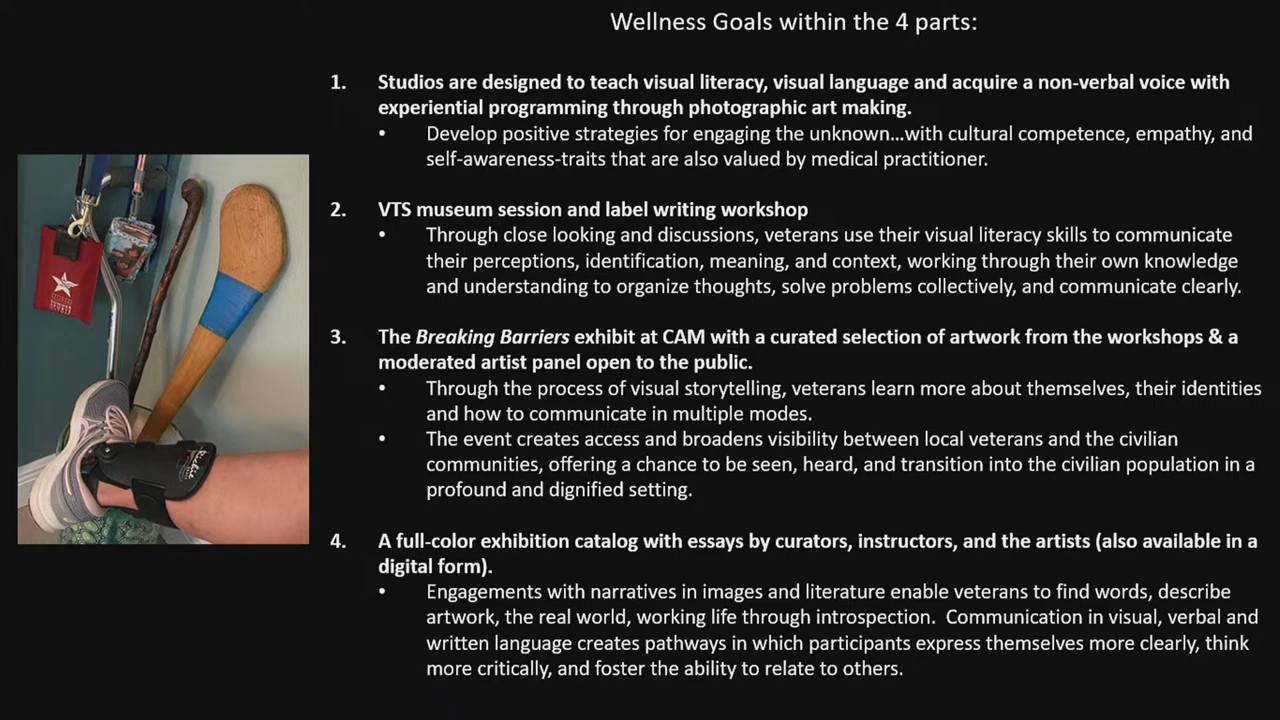 Wellness Goals within the 4 parts:
1. Studios are designed to teach visual literacy, visual language and acquire a non-verbal voice with
experiential programming through photographic art making.
• Develop positive strategies for engaging the unknown…with cultural competence, empathy, and
self-awareness-traits that are also valued by medical practitioner.
2. VTS museum session and label writing workshop
• Through close looking and discussions, veterans use their visual literacy skills to communicate
their perceptions, identification, meaning, and context, working through their own knowledge
and understanding to organize thoughts, solve problems collectively, and communicate clearly.
3. The Breaking Barriers exhibit at CAM with a curated selection of artwork from the workshops & a
moderated artist panel open to the public.
• Through the process of visual storytelling, veterans learn more about themselves, their identities
and how to communicate in multiple modes.
• The event creates access and broadens visibility between local veterans and the civilian
communities, offering a chance to be seen, heard, and transition into the civilian population in a
profound and dignified setting.
4. A full-color exhibition catalog with essays by curators, instructors, and the artists (also available in a
digital form).
• Engagements with narratives in images and literature enable veterans to find words, describe
artwork, the real world, working life through introspection.  Communication in visual, verbal and
written language creates pathways in which participants express themselves more clearly, think
more critically, and foster the ability to relate to others.